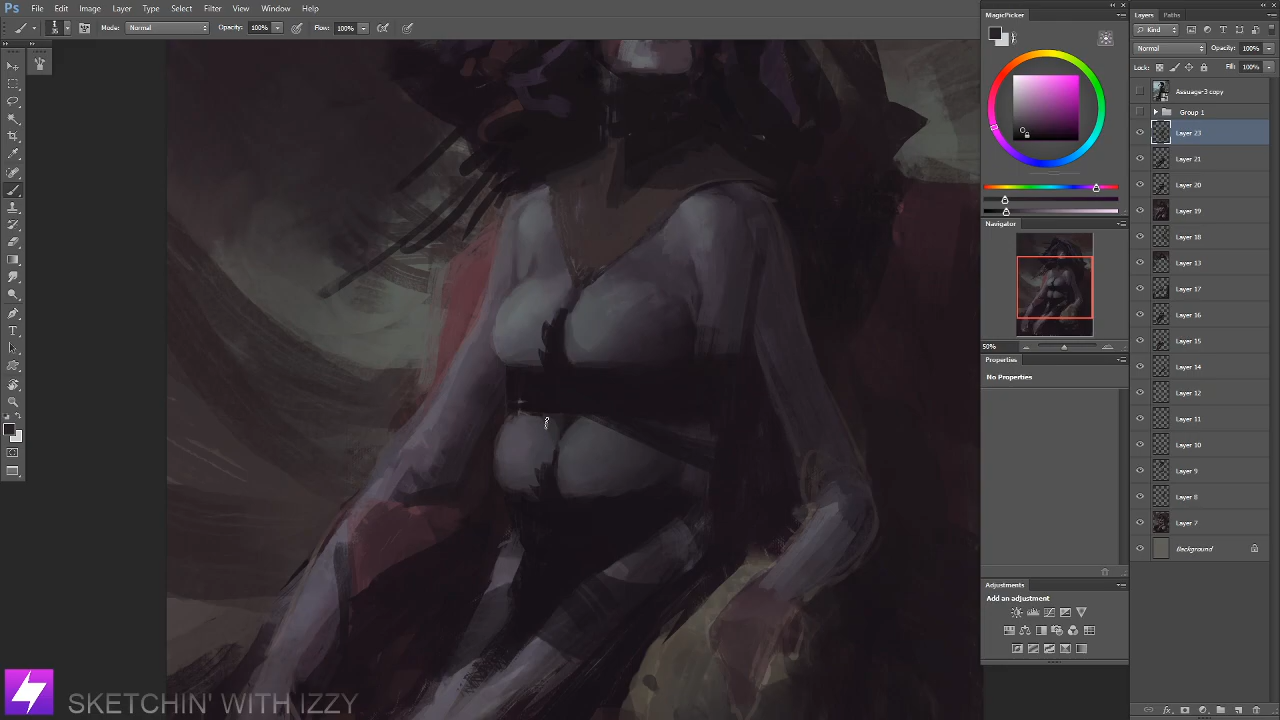 Ps File Edit Image Layer Type Select Filter View Window Help
Mode: Normal Opacity: 100% Flow: 100%
MagicPicker
Navigator
50%
Properties
No Properties
Adjustments
Add an adjustment
Layers Paths
Kind
Normal Opacity: 100%
Lock: Fill: 100%
Assuage-3 copy
Group 1
Layer 23
Layer 21
Layer 20
Layer 19
Layer 18
Layer 13
Layer 17
Layer 16
Layer 15
Layer 14
Layer 12
Layer 11
Layer 10
Layer 9
Layer 8
Layer 7
Background
SKETCHIN' WITH IZZY